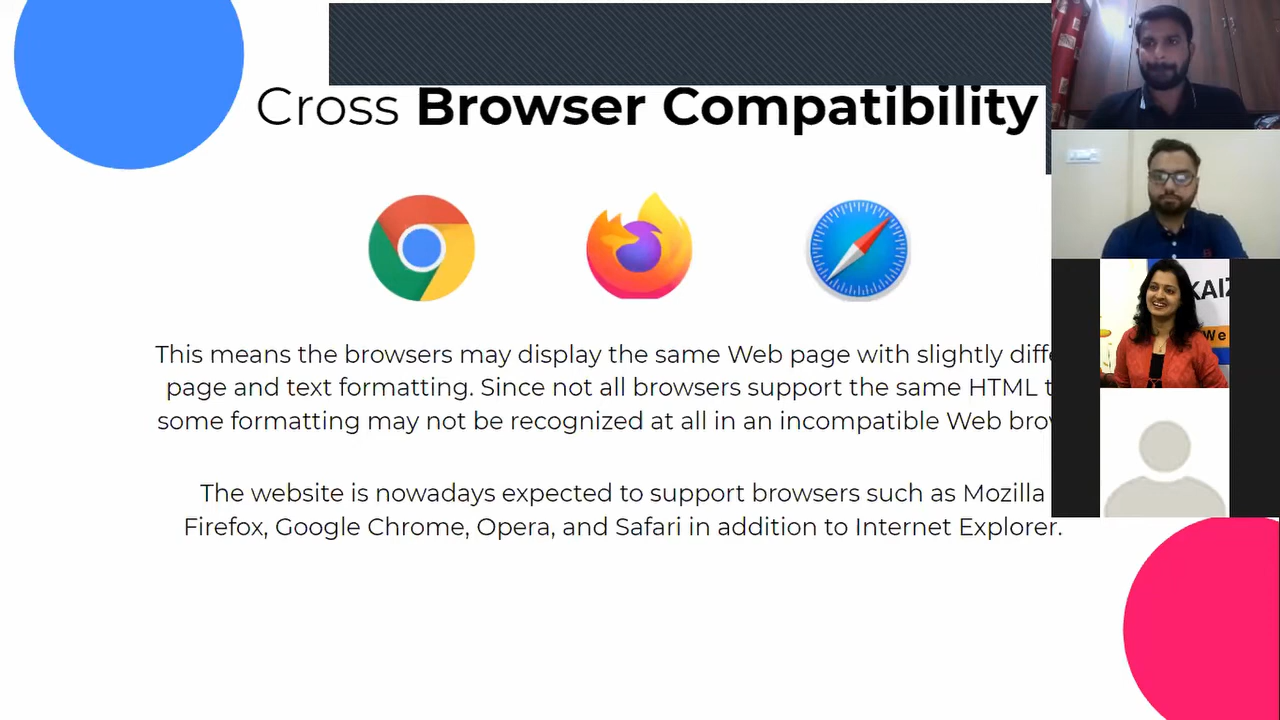 Cross Browser Compatibility
This means the browsers may display the same Web page with slightly
page and text formatting. Since not all browsers support the same HTML
some formatting may not be recognized at all in an incompatible Web
The website is nowadays expected to support browsers such as Mozilla
Firefox, Google Chrome, Opera, and Safari in addition to Internet Explorer.
We